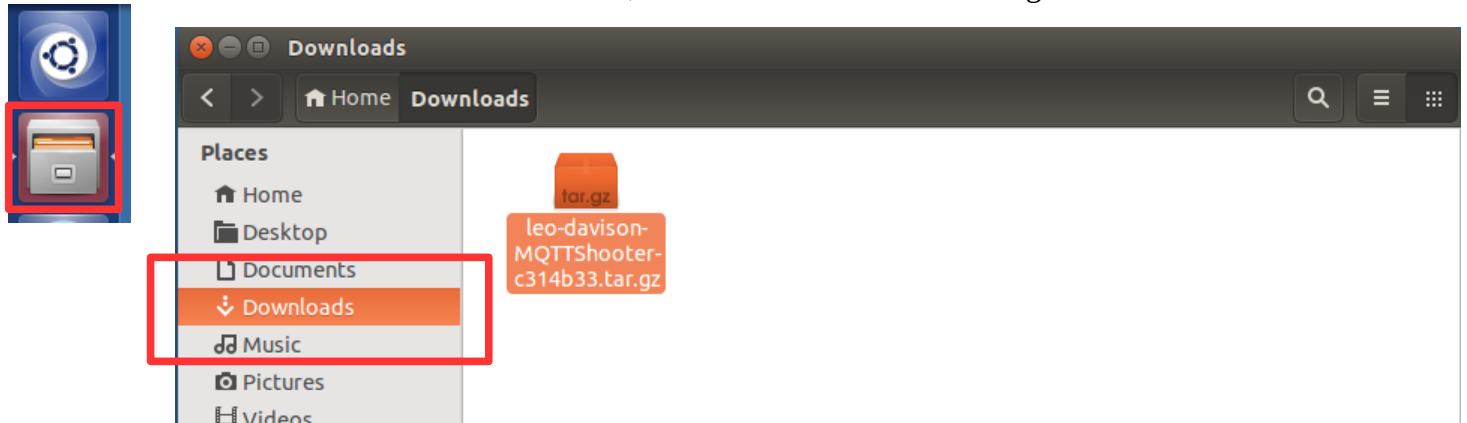 Downloads
Home Downloads
Places
Home
Desktop
Documents
Downloads
Music
Pictures
Videos
tar.gz
leo-davison-
MQTTShooter-
c314b33.tar.gz